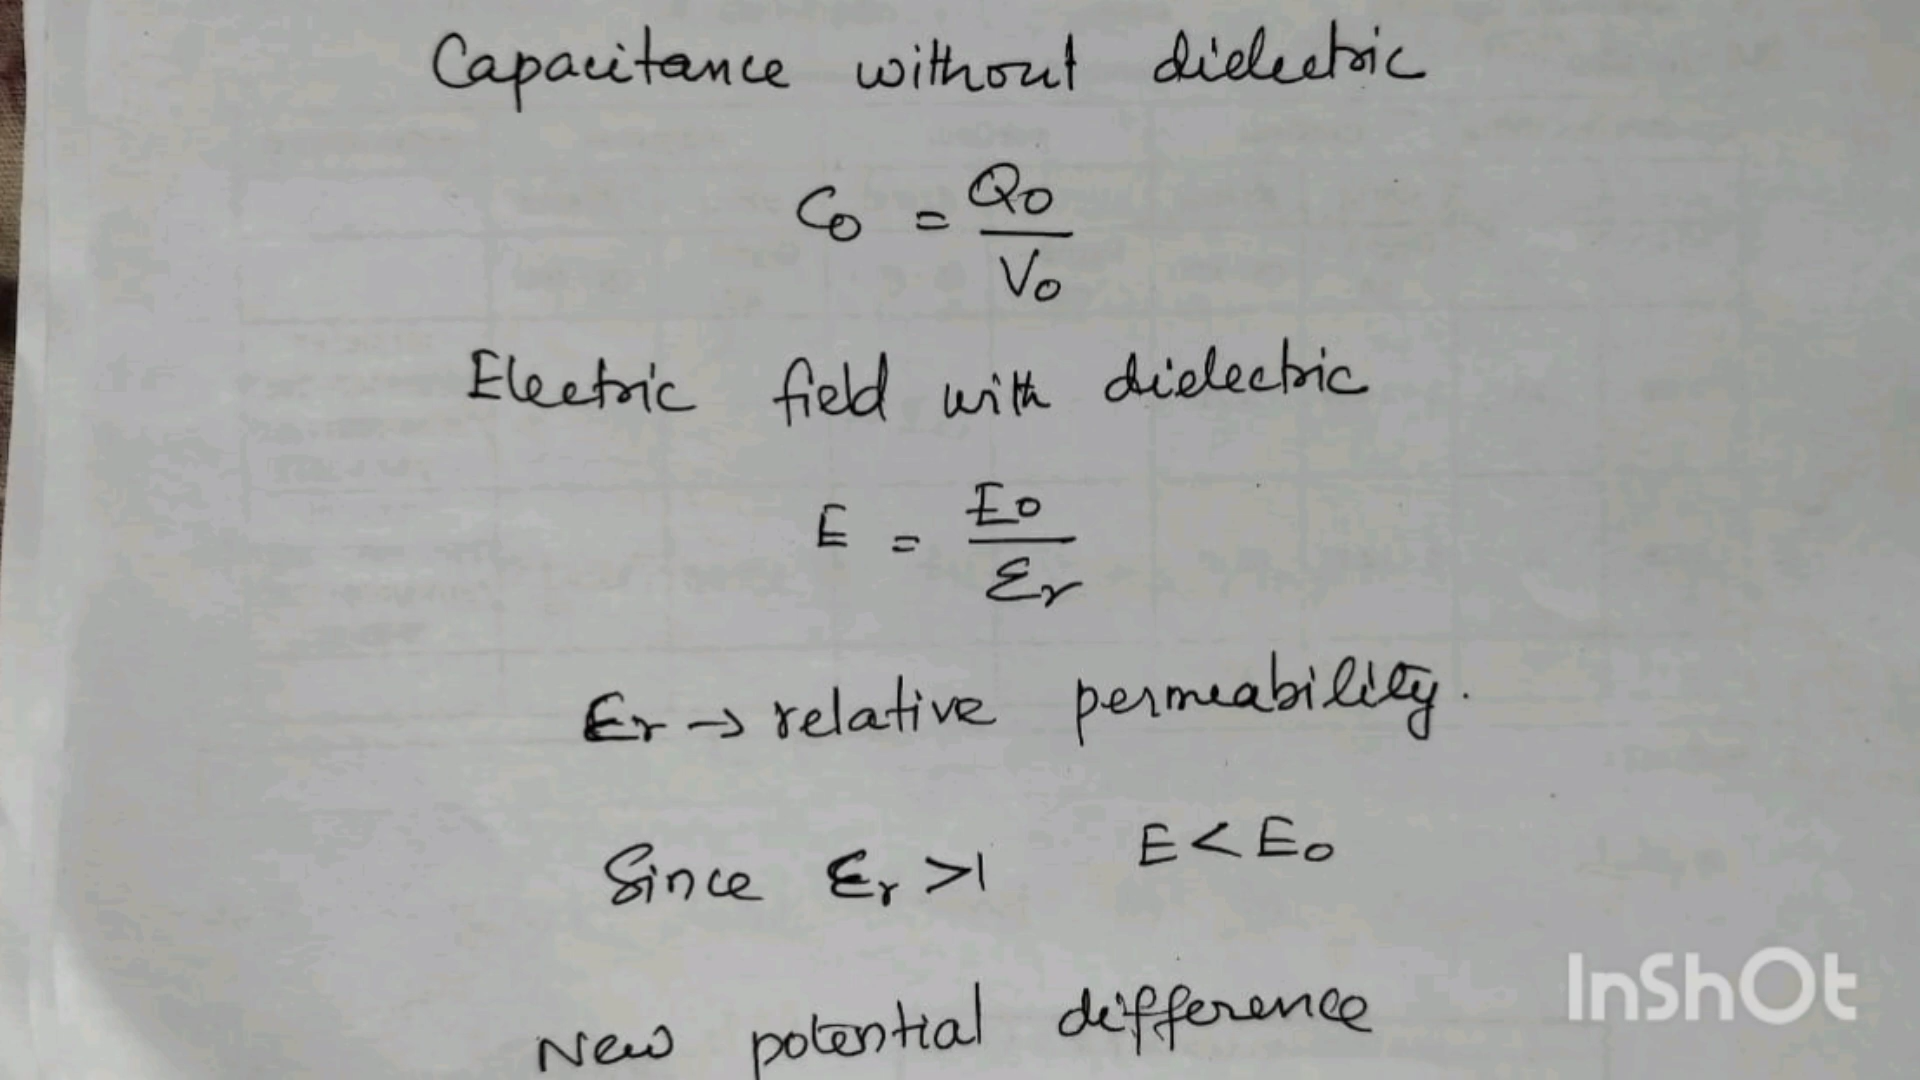 Capacitance without dielectric
C₀ = Q₀/V₀
Electric field with dielectric
E = E₀/εᵣ
εᵣ → relative permeability.
Since εᵣ >1 E < E₀
New potential difference
InShOt